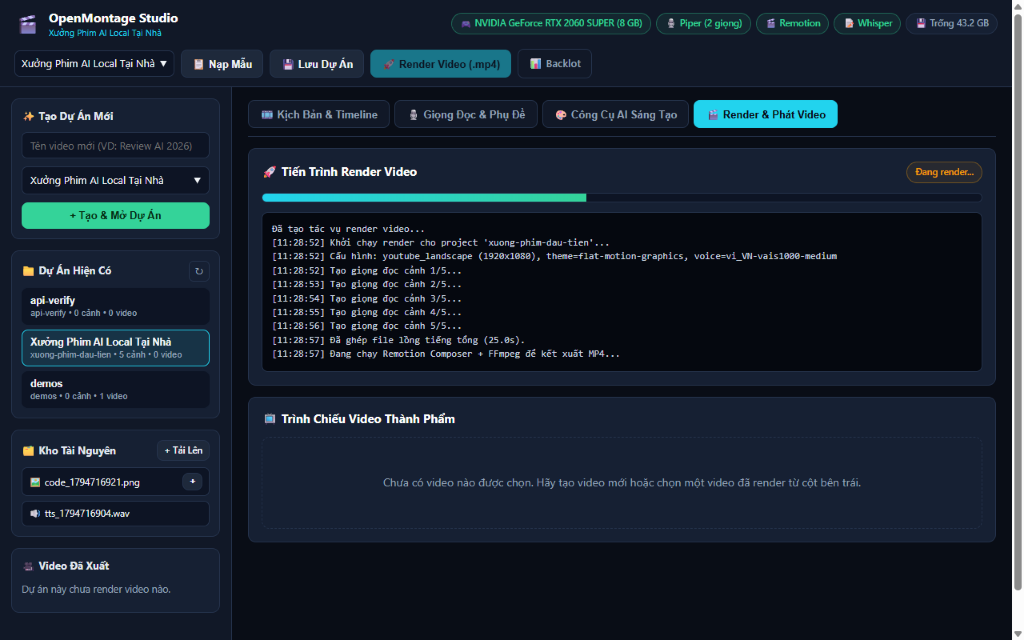 OpenMontage Studio
Xưởng Phim AI Local Tại Nhà
NVIDIA GeForce RTX 2060 SUPER (8 GB)
Piper (2 giọng)
Remotion
Whisper
Trống 43.2 GB
Xưởng Phim AI Local Tại Nhà ▼
Nạp Mẫu
Lưu Dự Án
Render Video (.mp4)
Backlot
Tạo Dự Án Mới
Tên video mới (VD: Review AI 2026)
Xưởng Phim AI Local Tại Nhà ▼
+ Tạo & Mở Dự Án
Dự Án Hiện Có
↻
api-verify
api-verify • 0 cảnh • 0 video
Xưởng Phim AI Local Tại Nhà
xuong-phim-dau-tien • 5 cảnh • 0 video
demos
demos • 0 cảnh • 1 video
Kho Tài Nguyên
+ Tải Lên
code_1794716921.png
+
tts_1794716904.wav
Video Đã Xuất
Dự án này chưa render video nào.
Kịch Bản & Timeline
Giọng Đọc & Phụ Đề
Công Cụ AI Sáng Tạo
Render & Phát Video
Tiến Trình Render Video
Đang render...
Đã tạo tác vụ render video...
[11:28:52] Khởi chạy render cho project 'xuong-phim-dau-tien'...
[11:28:52] Cấu hình: youtube_landscape (1920x1080), theme=flat-motion-graphics, voice=vi_VN-vais1000-medium
[11:28:52] Tạo giọng đọc cảnh 1/5...
[11:28:53] Tạo giọng đọc cảnh 2/5...
[11:28:54] Tạo giọng đọc cảnh 3/5...
[11:28:55] Tạo giọng đọc cảnh 4/5...
[11:28:56] Tạo giọng đọc cảnh 5/5...
[11:28:57] Đã ghép file lồng tiếng tổng (25.0s).
[11:28:57] Đang chạy Remotion Composer + FFmpeg để kết xuất MP4...
Trình Chiếu Video Thành Phẩm
Chưa có video nào được chọn. Hãy tạo video mới hoặc chọn một video đã render từ cột bên trái.